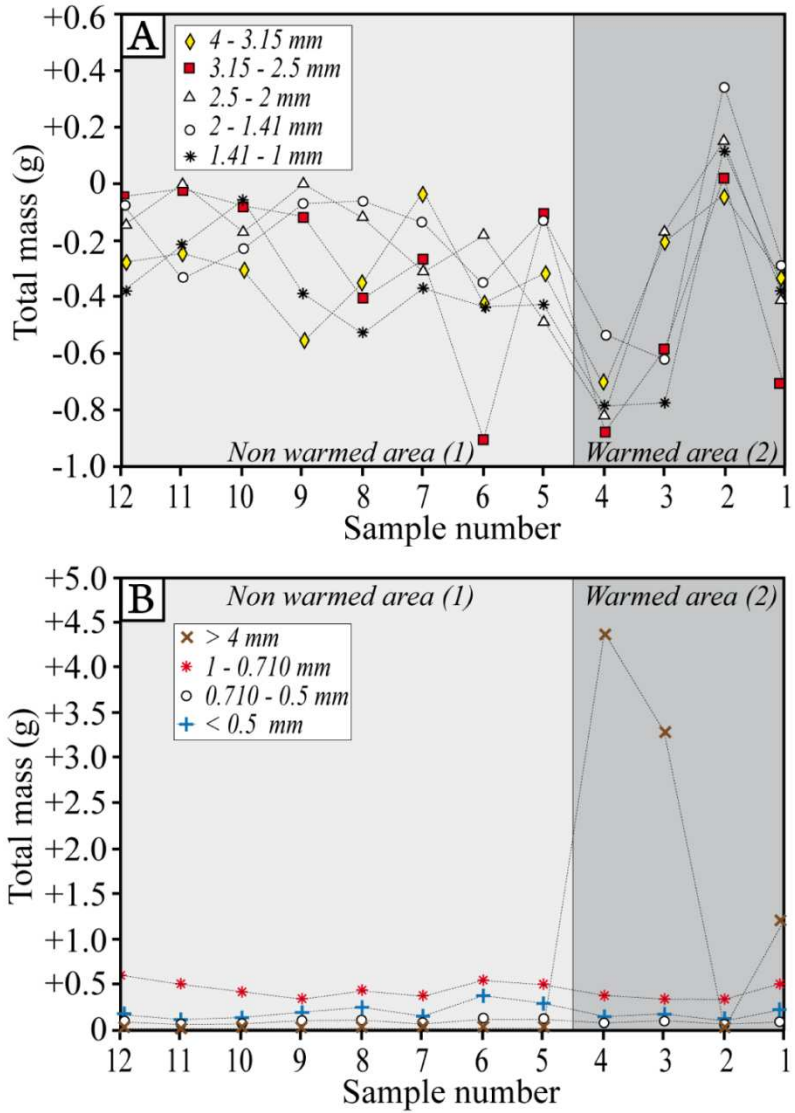 A
+0.6
+0.4
+0.2
0
-0.2
-0.4
-0.6
-0.8
-1.0
Total mass (g)
4 - 3.15 mm
3.15 - 2.5 mm
2.5 - 2 mm
2 - 1.41 mm
1.41 - 1 mm
Non warmed area (1)
Warmed area (2)
12 11 10 9 8 7 6 5 4 3 2 1
Sample number
B
+5.0
+4.5
+4.0
+3.5
+3.0
+2.5
+2.0
+1.5
+1.0
+0.5
0
Total mass (g)
Non warmed area (1)
Warmed area (2)
> 4 mm
1 - 0.710 mm
0.710 - 0.5 mm
< 0.5 mm
12 11 10 9 8 7 6 5 4 3 2 1
Sample number